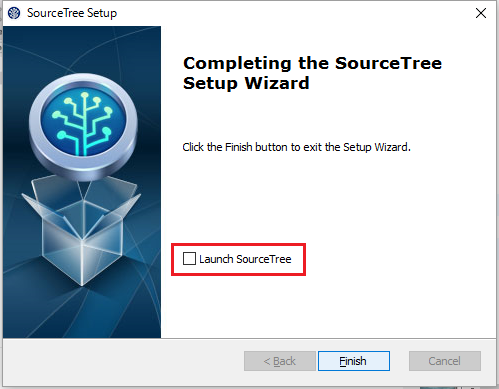 SourceTree Setup
Completing the SourceTree
Setup Wizard
Click the Finish button to exit the Setup Wizard.
Launch SourceTree
< Back
Finish
Cancel